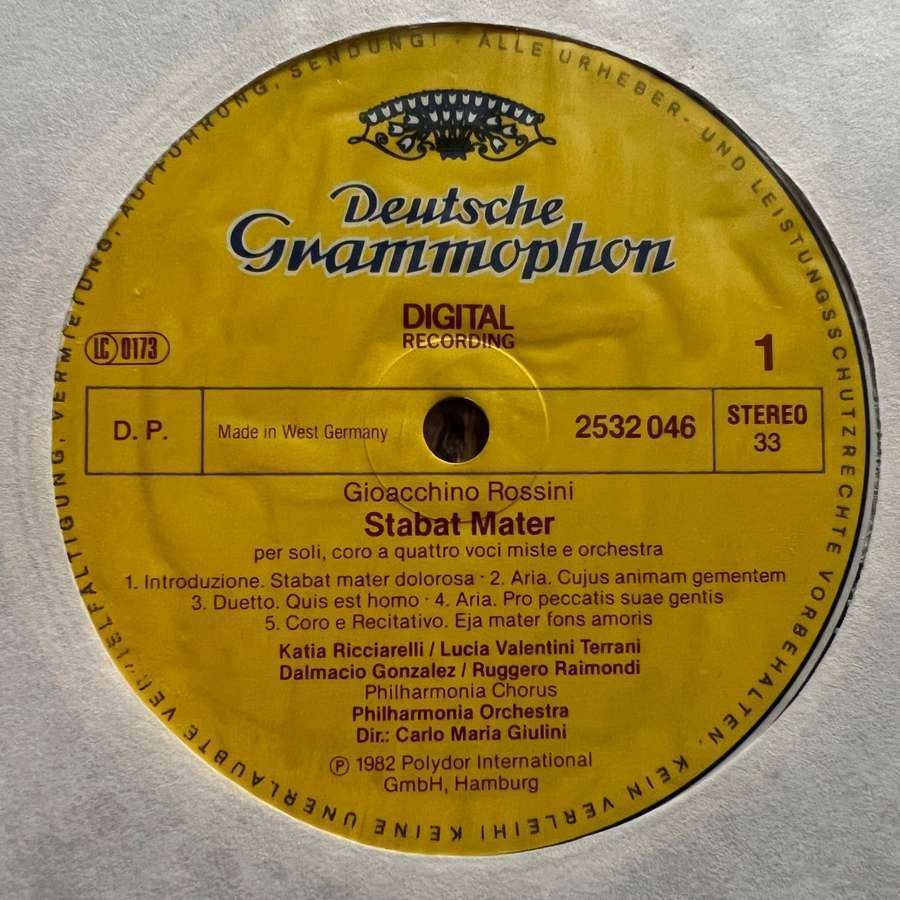 ALLE URHEBER- UND LEISTUNGSSCHUTZRECHTE VORBEHALTEN. KEIN VERLEIH! KEINE UNERLAUBTE VERVIELFÄLTIGUNG, VERMIETUNG, AUFFÜHRUNG, SENDUNG! ·
Deutsche
Grammophon
DIGITAL
RECORDING
LC 0173
1
D. P.
Made in West Germany
2532 046
STEREO
33
Gioacchino Rossini
Stabat Mater
per soli, coro a quattro voci miste e orchestra
1. Introduzione. Stabat mater dolorosa · 2. Aria. Cujus animam gementem
3. Duetto. Quis est homo · 4. Aria. Pro peccatis suae gentis
5. Coro e Recitativo. Eja mater fons amoris
Katia Ricciarelli / Lucia Valentini Terrani
Dalmacio Gonzalez / Ruggero Raimondi
Philharmonia Chorus
Philharmonia Orchestra
Dir.: Carlo Maria Giulini
Ⓟ 1982 Polydor International
GmbH, Hamburg